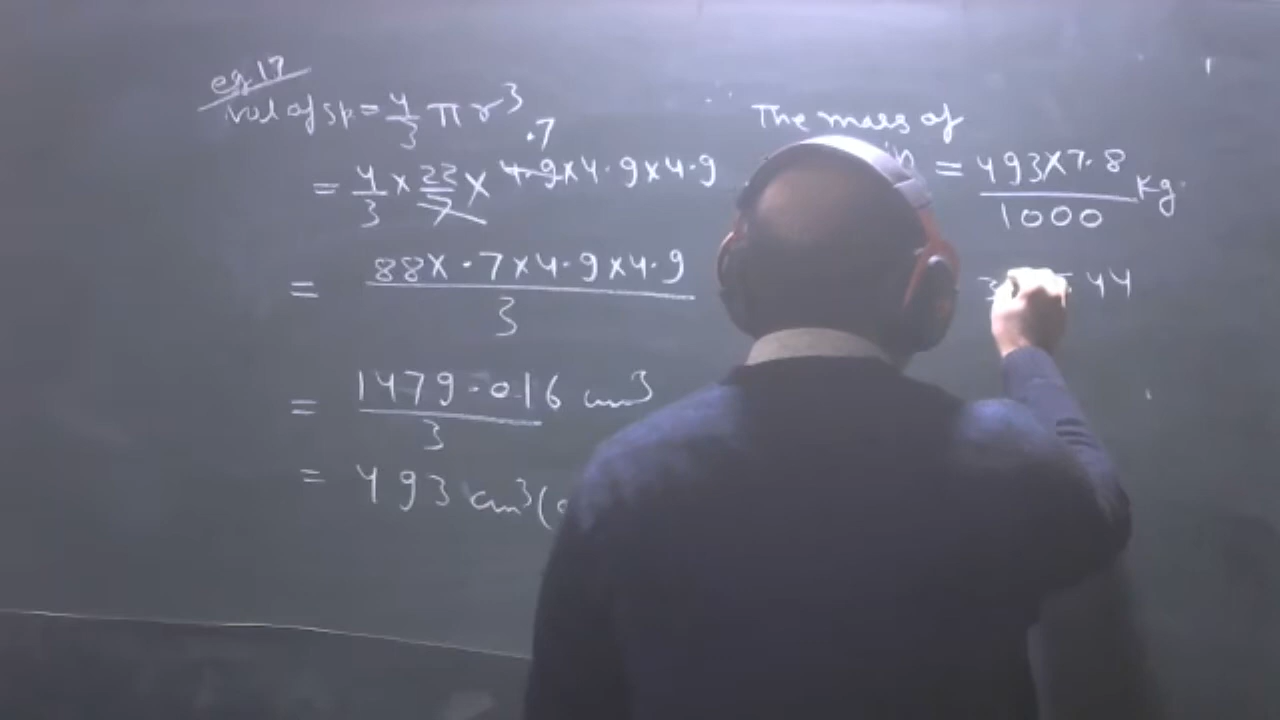 eg 17
Vol of sp = 4/3 π r³
.7
= 4/3 × 22/7 × 4.9 × 4.9 × 4.9
= 88 × .7 × 4.9 × 4.9 / 3
= 1479.016 cm³ / 3
= 493 cm³ (
The mass of
= 493 × 7.8 / 1000 kg
44